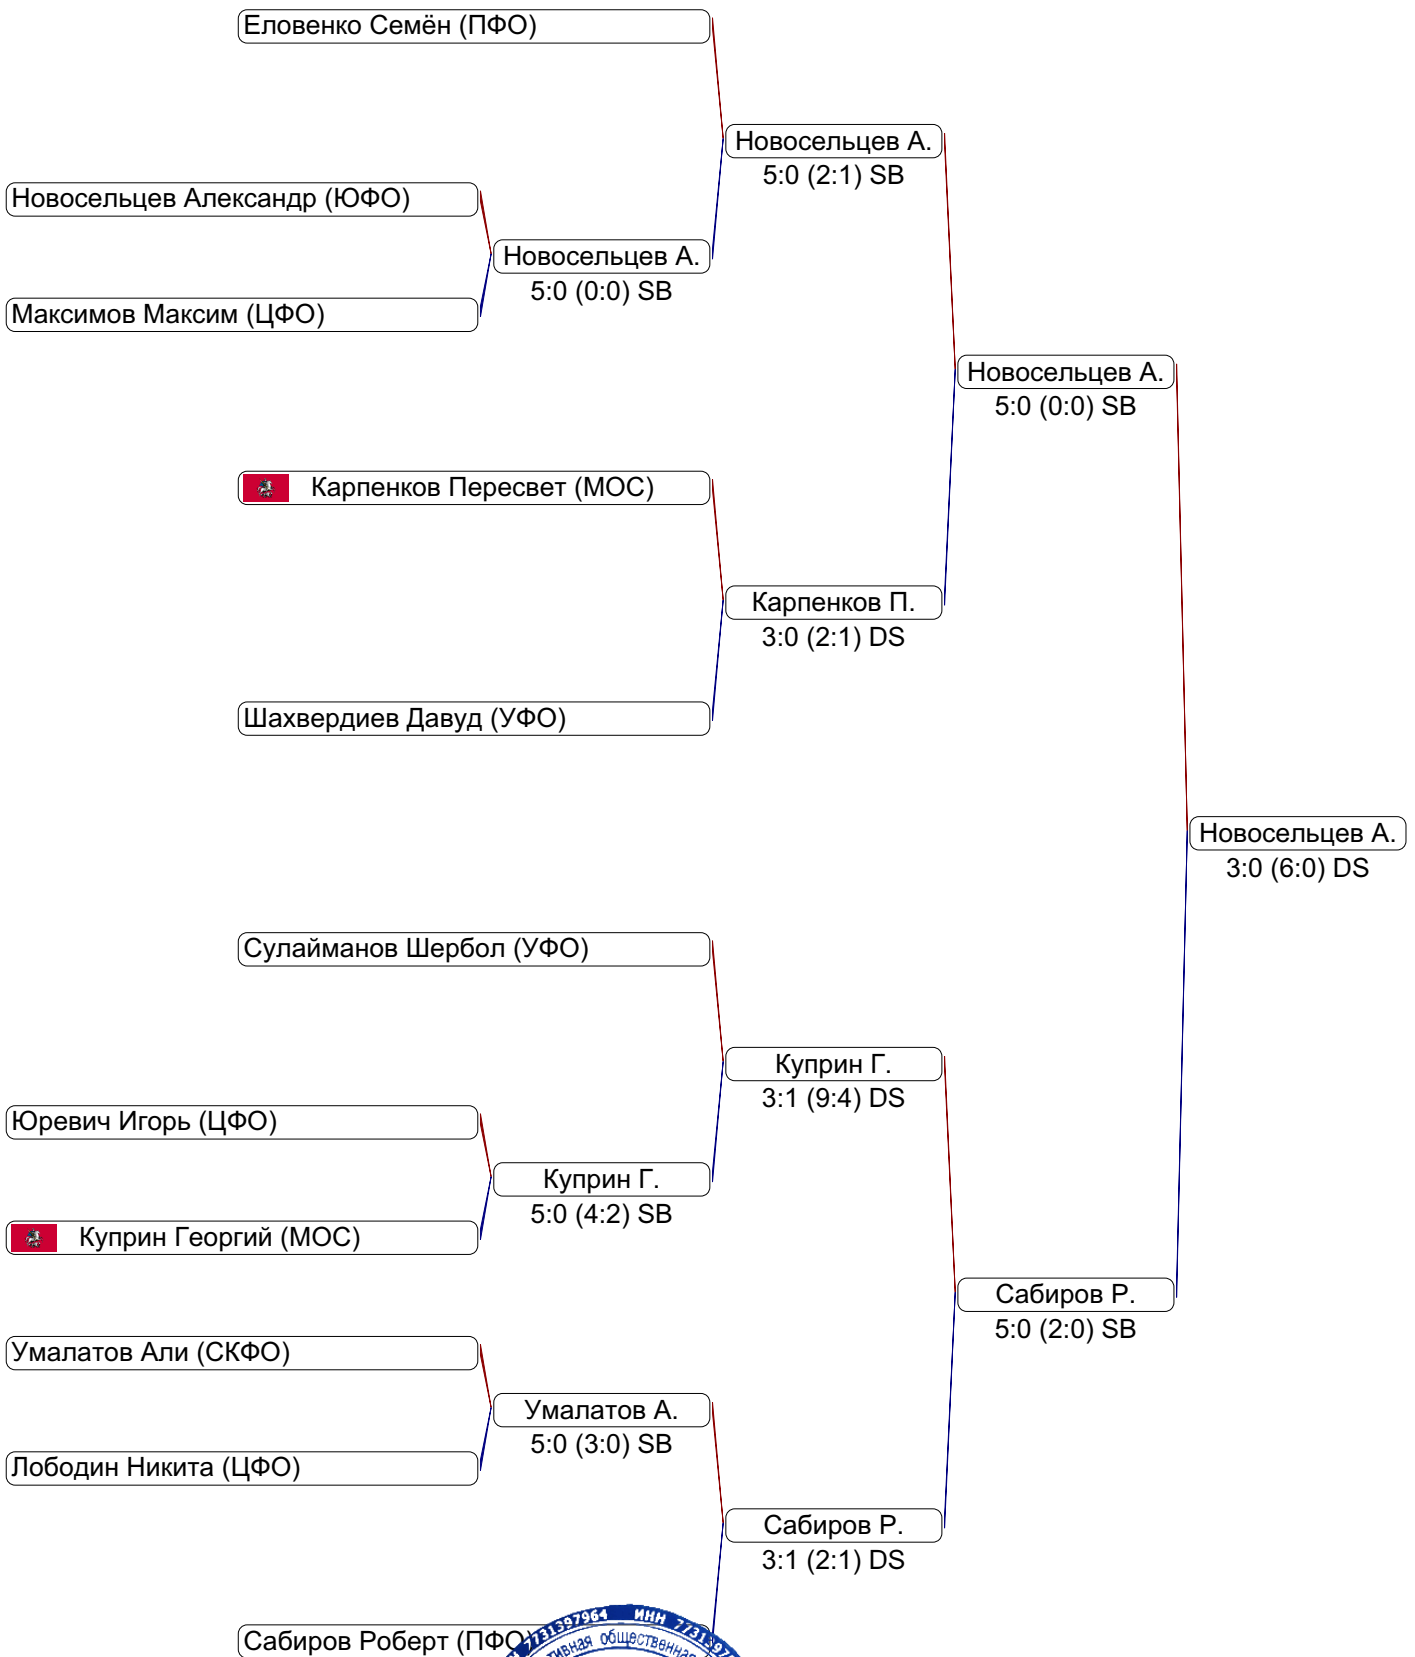 Еловенко Семён (ПФО)
Новосельцев А.
5:0 (2:1) SB
Новосельцев Александр (ЮФО)
Новосельцев А.
5:0 (0:0) SB
Максимов Максим (ЦФО)
Новосельцев А.
5:0 (0:0) SB
Карпенков Пересвет (МОС)
Карпенков П.
3:0 (2:1) DS
Шахвердиев Давуд (УФО)
Новосельцев А.
3:0 (6:0) DS
Сулайманов Шербол (УФО)
Куприн Г.
3:1 (9:4) DS
Юревич Игорь (ЦФО)
Куприн Г.
5:0 (4:2) SB
Куприн Георгий (МОС)
Сабиров Р.
5:0 (2:0) SB
Умалатов Али (СКФО)
Умалатов А.
5:0 (3:0) SB
Лободин Никита (ЦФО)
Сабиров Р.
3:1 (2:1) DS
Сабиров Роберт (ПФО)
ИНН
общественная